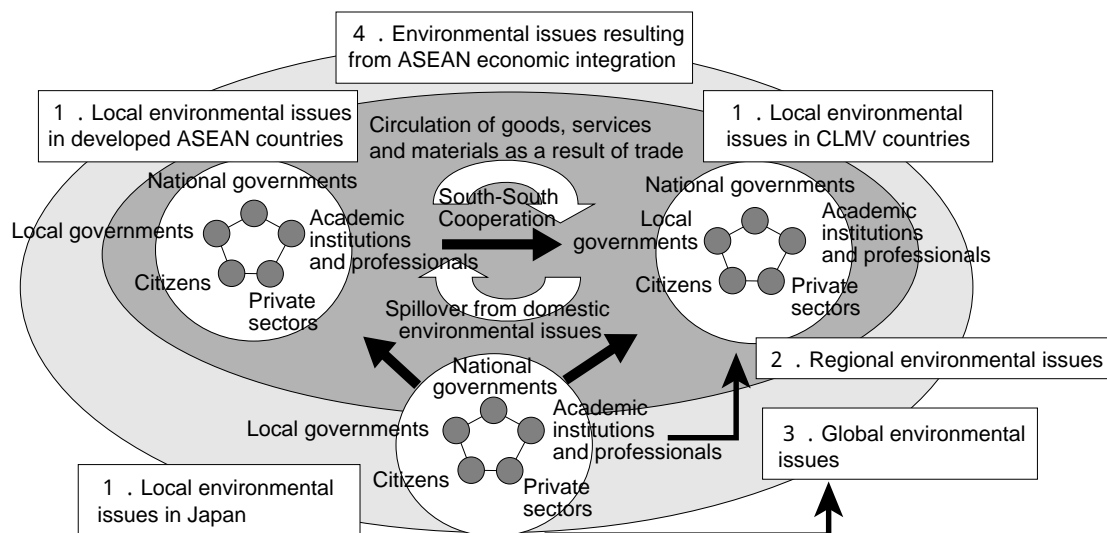 4 . Environmental issues resulting
from ASEAN economic integration
1 . Local environmental issues
in developed ASEAN countries
Circulation of goods, services
and materials as a result of trade
1 . Local environmental
issues in CLMV countries
National governments
Local governments
Academic
institutions
and professionals
Citizens
Private
sectors
South-South
Cooperation
National governments
Local
governments
Academic
institutions
and professionals
Citizens
Private
sectors
Spillover from domestic
environmental issues
2 . Regional environmental issues
National
governments
Local governments
Academic
institutions
and professionals
Citizens
Private
sectors
3 . Global environmental
issues
1 . Local environmental
issues in Japan